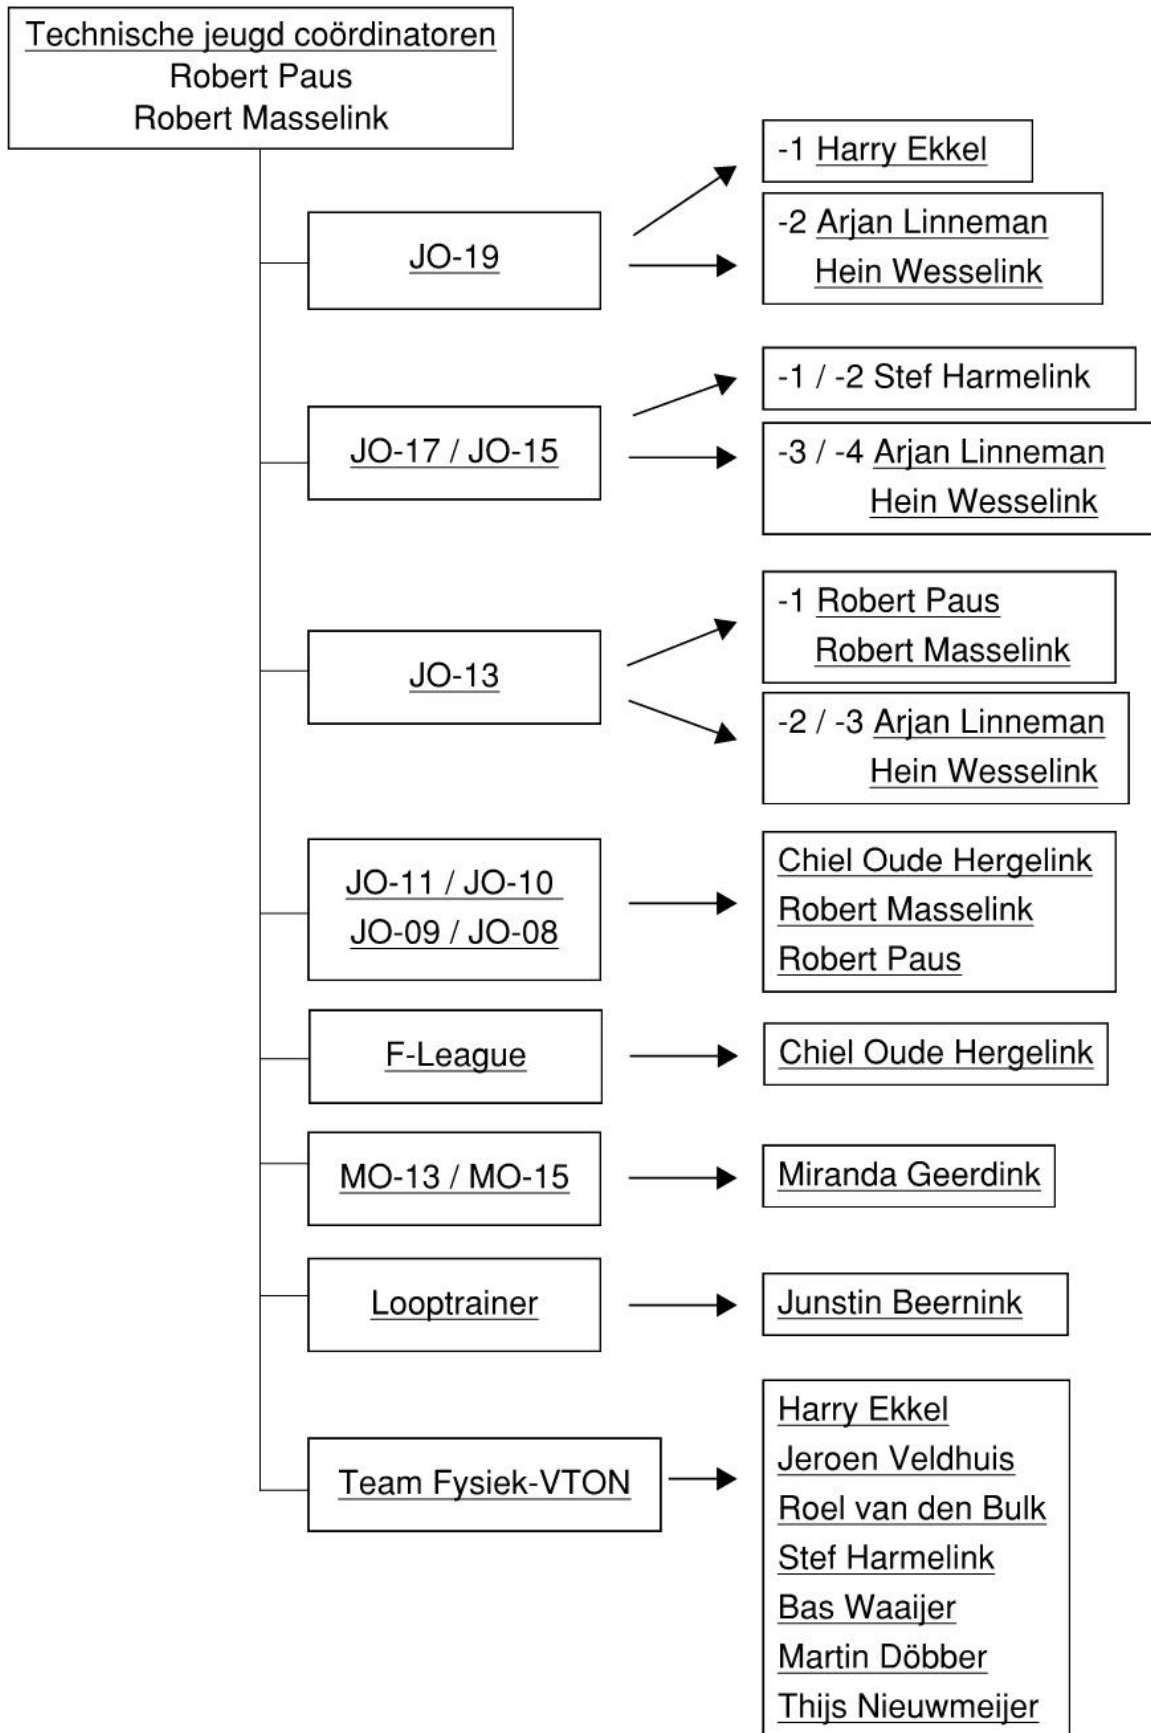 Technische jeugd coördinatoren
Robert Paus
Robert Masselink
JO-19
-1 Harry Ekkel
-2 Arjan Linneman
Hein Wesselink
JO-17 / JO-15
-1 / -2 Stef Harmelink
-3 / -4 Arjan Linneman
Hein Wesselink
JO-13
-1 Robert Paus
Robert Masselink
-2 / -3 Arjan Linneman
Hein Wesselink
JO-11 / JO-10
JO-09 / JO-08
Chiel Oude Hergelink
Robert Masselink
Robert Paus
F-League
Chiel Oude Hergelink
MO-13 / MO-15
Miranda Geerdink
Looptrainer
Junstin Beernink
Team Fysiek-VTON
Harry Ekkel
Jeroen Veldhuis
Roel van den Bulk
Stef Harmelink
Bas Waaijer
Martin Döbber
Thijs Nieuwmeijer